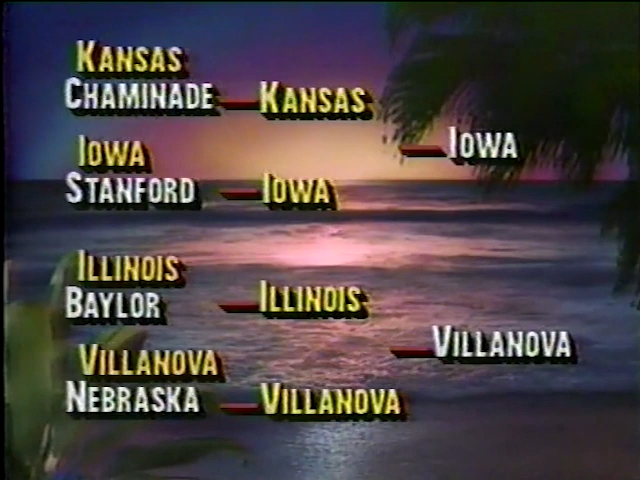 Kansas
Chaminade
Kansas
Iowa
Iowa
Stanford
Iowa
Illinois
Baylor
Illinois
Villanova
Villanova
Nebraska
Villanova